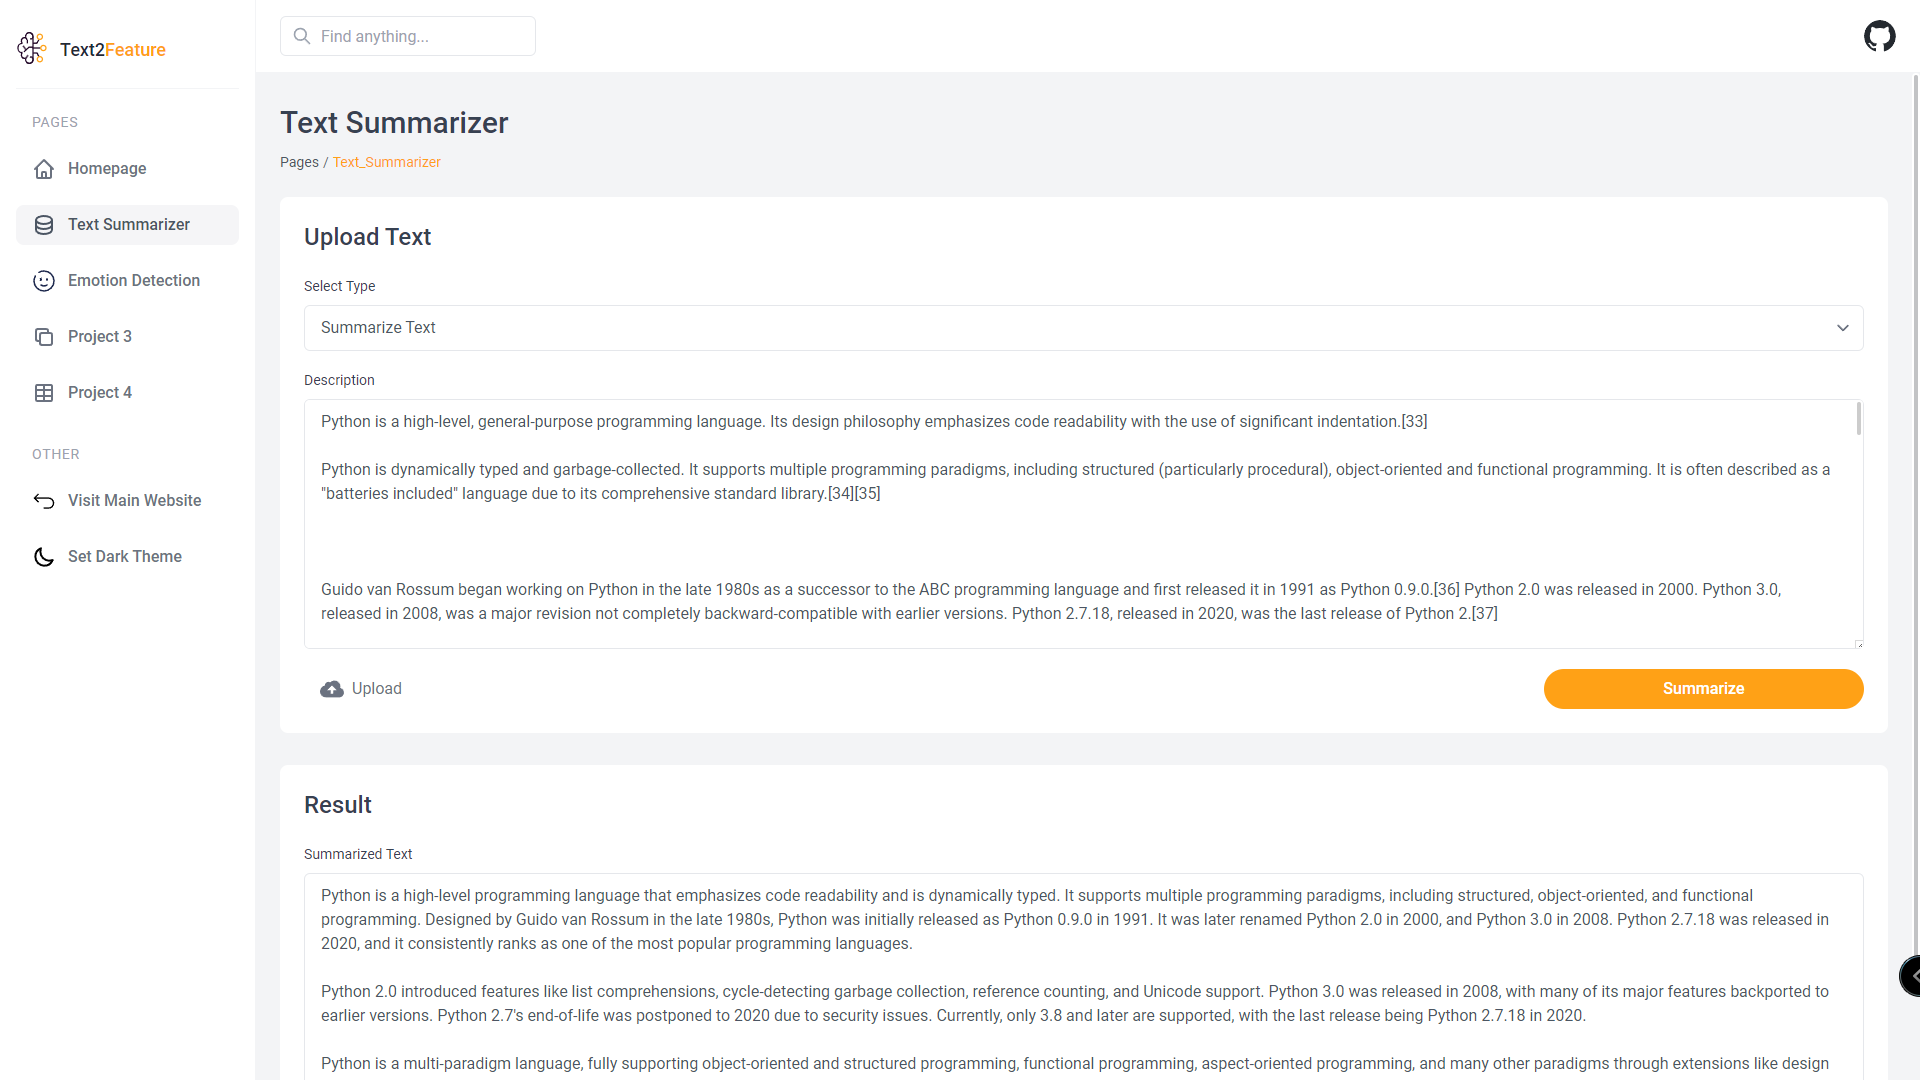 Text2Feature
Find anything...
PAGES
Homepage
Text Summarizer
Emotion Detection
Project 3
Project 4
OTHER
Visit Main Website
Set Dark Theme
Text Summarizer
Pages / Text_Summarizer
Upload Text
Select Type
Summarize Text
Description
Python is a high-level, general-purpose programming language. Its design philosophy emphasizes code readability with the use of significant indentation.[33]
Python is dynamically typed and garbage-collected. It supports multiple programming paradigms, including structured (particularly procedural), object-oriented and functional programming. It is often described as a
"batteries included" language due to its comprehensive standard library.[34][35]
Guido van Rossum began working on Python in the late 1980s as a successor to the ABC programming language and first released it in 1991 as Python 0.9.0.[36] Python 2.0 was released in 2000. Python 3.0,
released in 2008, was a major revision not completely backward-compatible with earlier versions. Python 2.7.18, released in 2020, was the last release of Python 2.[37]
Upload
Summarize
Result
Summarized Text
Python is a high-level programming language that emphasizes code readability and is dynamically typed. It supports multiple programming paradigms, including structured, object-oriented, and functional
programming. Designed by Guido van Rossum in the late 1980s, Python was initially released as Python 0.9.0 in 1991. It was later renamed Python 2.0 in 2000, and Python 3.0 in 2008. Python 2.7.18 was released in
2020, and it consistently ranks as one of the most popular programming languages.
Python 2.0 introduced features like list comprehensions, cycle-detecting garbage collection, reference counting, and Unicode support. Python 3.0 was released in 2008, with many of its major features backported to
earlier versions. Python 2.7's end-of-life was postponed to 2020 due to security issues. Currently, only 3.8 and later are supported, with the last release being Python 2.7.18 in 2020.
Python is a multi-paradigm language, fully supporting object-oriented and structured programming, functional programming, aspect-oriented programming, and many other paradigms through extensions like design